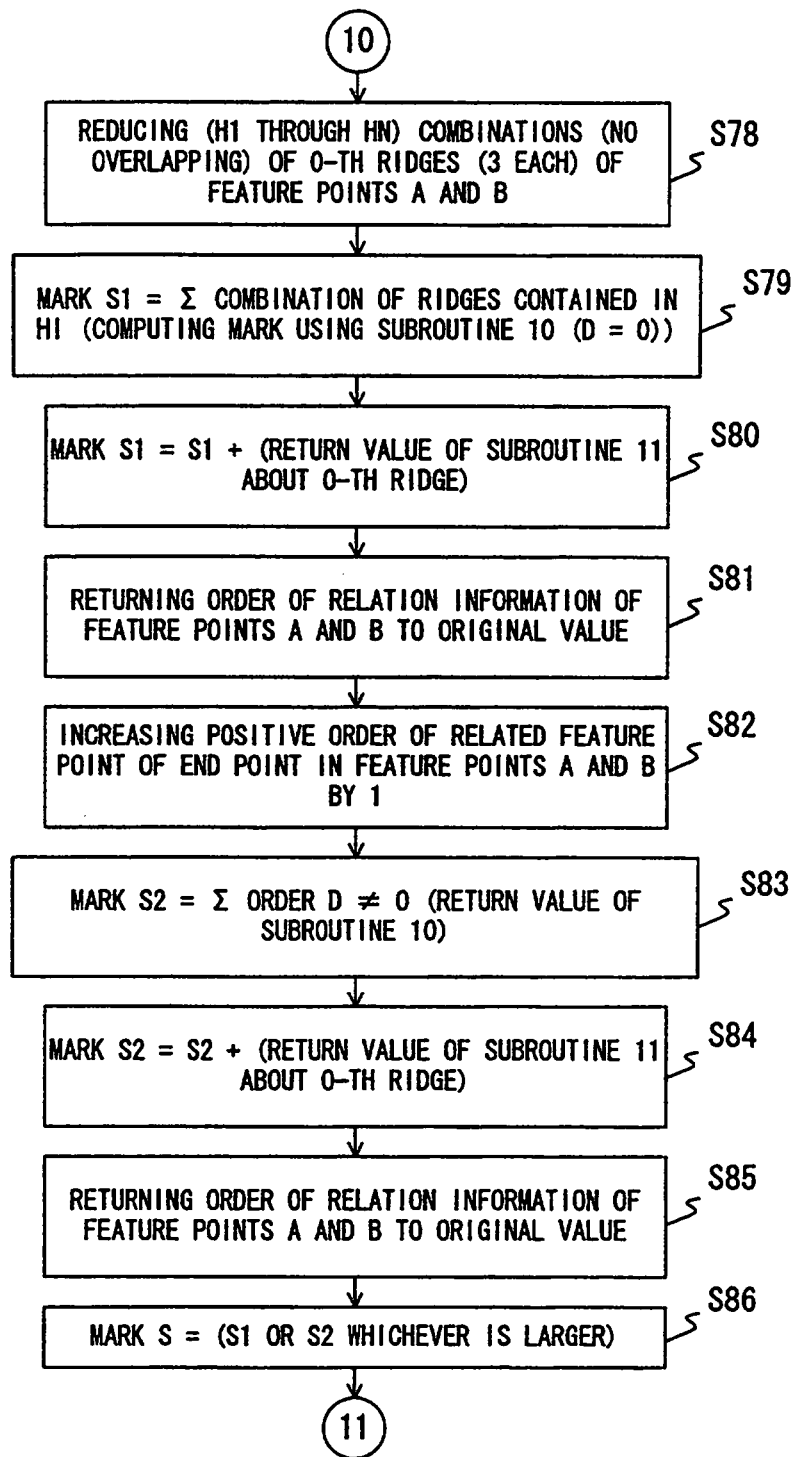 10
REDUCING (H1 THROUGH HN) COMBINATIONS (NO
OVERLAPPING) OF 0-TH RIDGES (3 EACH) OF
FEATURE POINTS A AND B
S78
MARK S1 = Σ COMBINATION OF RIDGES CONTAINED IN
HI (COMPUTING MARK USING SUBROUTINE 10 (D = 0))
S79
MARK S1 = S1 + (RETURN VALUE OF SUBROUTINE 11
ABOUT 0-TH RIDGE)
S80
RETURNING ORDER OF RELATION INFORMATION OF
FEATURE POINTS A AND B TO ORIGINAL VALUE
S81
INCREASING POSITIVE ORDER OF RELATED FEATURE
POINT OF END POINT IN FEATURE POINTS A AND B
BY 1
S82
MARK S2 = Σ ORDER D ≠ 0 (RETURN VALUE OF
SUBROUTINE 10)
S83
MARK S2 = S2 + (RETURN VALUE OF SUBROUTINE 11
ABOUT 0-TH RIDGE)
S84
RETURNING ORDER OF RELATION INFORMATION OF
FEATURE POINTS A AND B TO ORIGINAL VALUE
S85
MARK S = (S1 OR S2 WHICHEVER IS LARGER)
S86
11